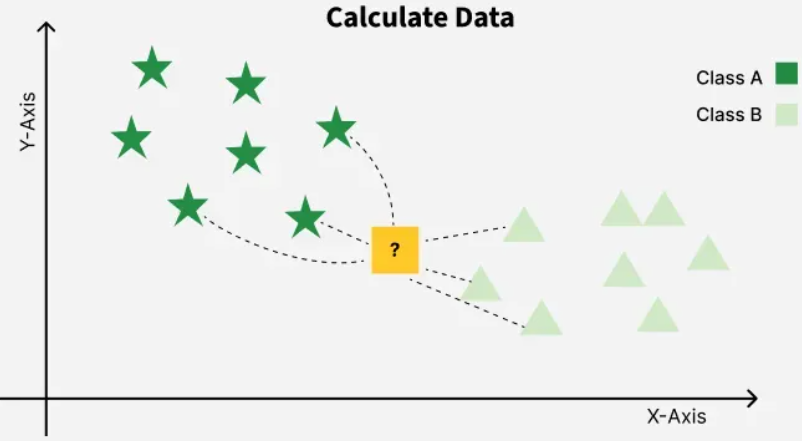 Calculate Data
Class A
Class B
Y-Axis
?
X-Axis